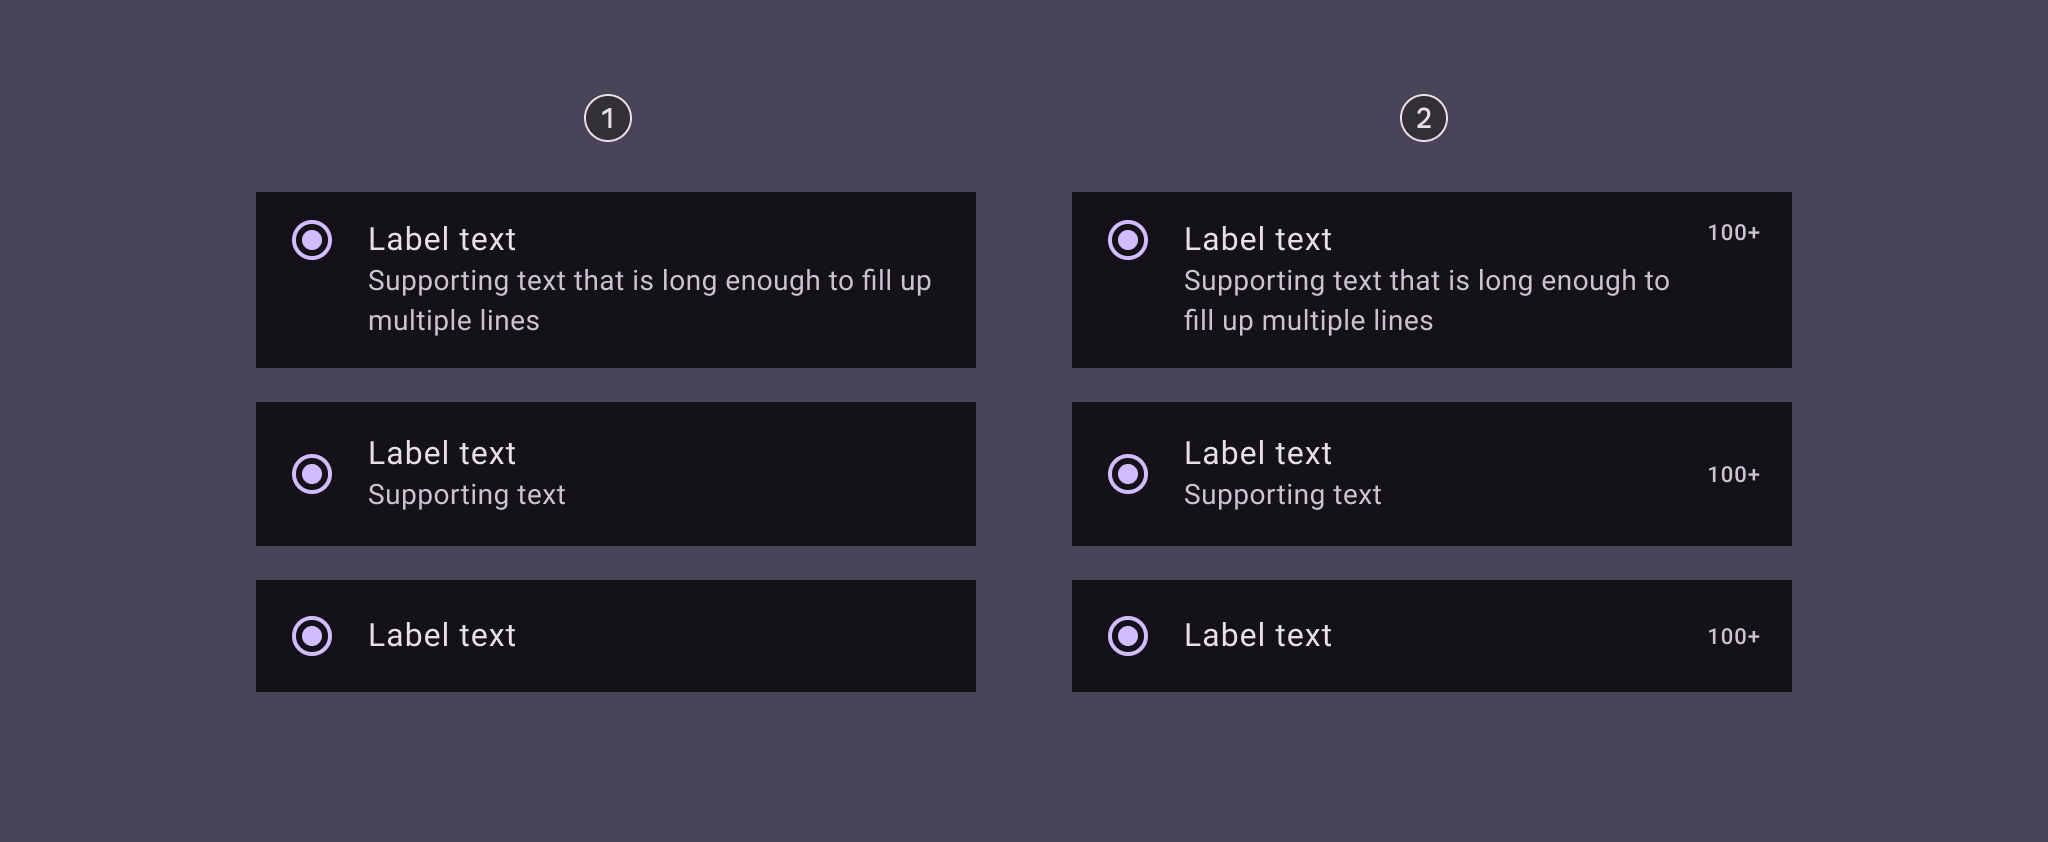 1
Label text
Supporting text that is long enough to fill up
multiple lines
Label text
Supporting text
Label text
2
Label text
100+
Supporting text that is long enough to
fill up multiple lines
Label text
Supporting text
100+
Label text
100+